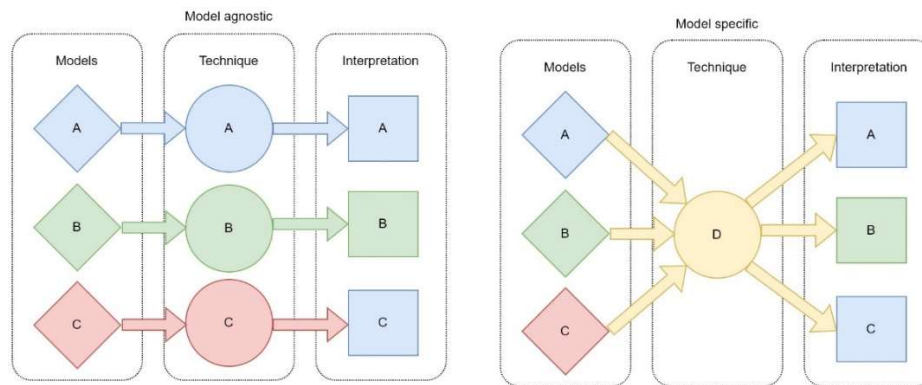 Model agnostic
Models Technique Interpretation
A A A
B B B
C C C
Model specific
Models Technique Interpretation
A A
B D B
C C